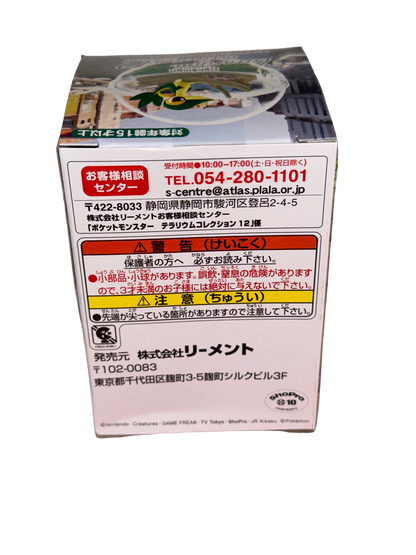 対象年齢15才以上
お客様相談
センター
受付時間●10:00~17:00(土・日・祝日除く)
TEL.054-280-1101
s-centre@atlas.plala.or.jp
〒422-8033 静岡県静岡市駿河区登呂2-4-5
株式会社リーメントお客様相談センター
「ポケットモンスター テラリウムコレクション 12」係
⚠警告(けいこく)
保護者の方へ 必ずお読み下さい。
●小部品・小球があります。誤飲・窒息の危険があります
ので、3才未満のお子様には絶対に与えないで下さい。
⚠注意(ちゅうい)
●先端が尖っている箇所がありますので注意して下さい。
発売元 株式会社リーメント
〒102-0083
東京都千代田区麹町3-5麹町シルクビル3F
ShoPro
10
©Nintendo・Creatures・GAME FREAK・TV Tokyo・ShoPro・JR Kikaku ©Pokémon